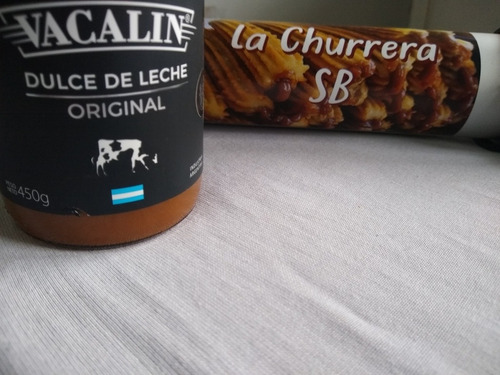 VACALIN®
DULCE DE LECHE
ORIGINAL
450g
La Churrera
SB